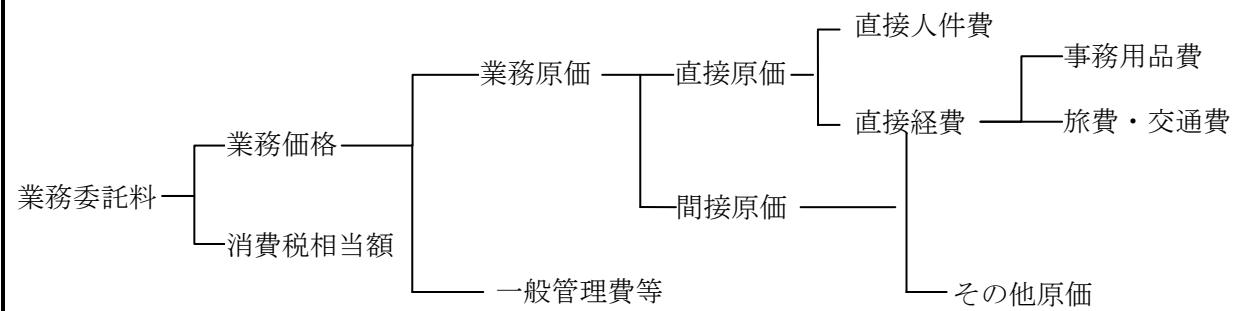 直接人件費
事務用品費
業務原価
直接原価
直接経費
旅費・交通費
業務価格
業務委託料
間接原価
消費税相当額
一般管理費等
その他原価